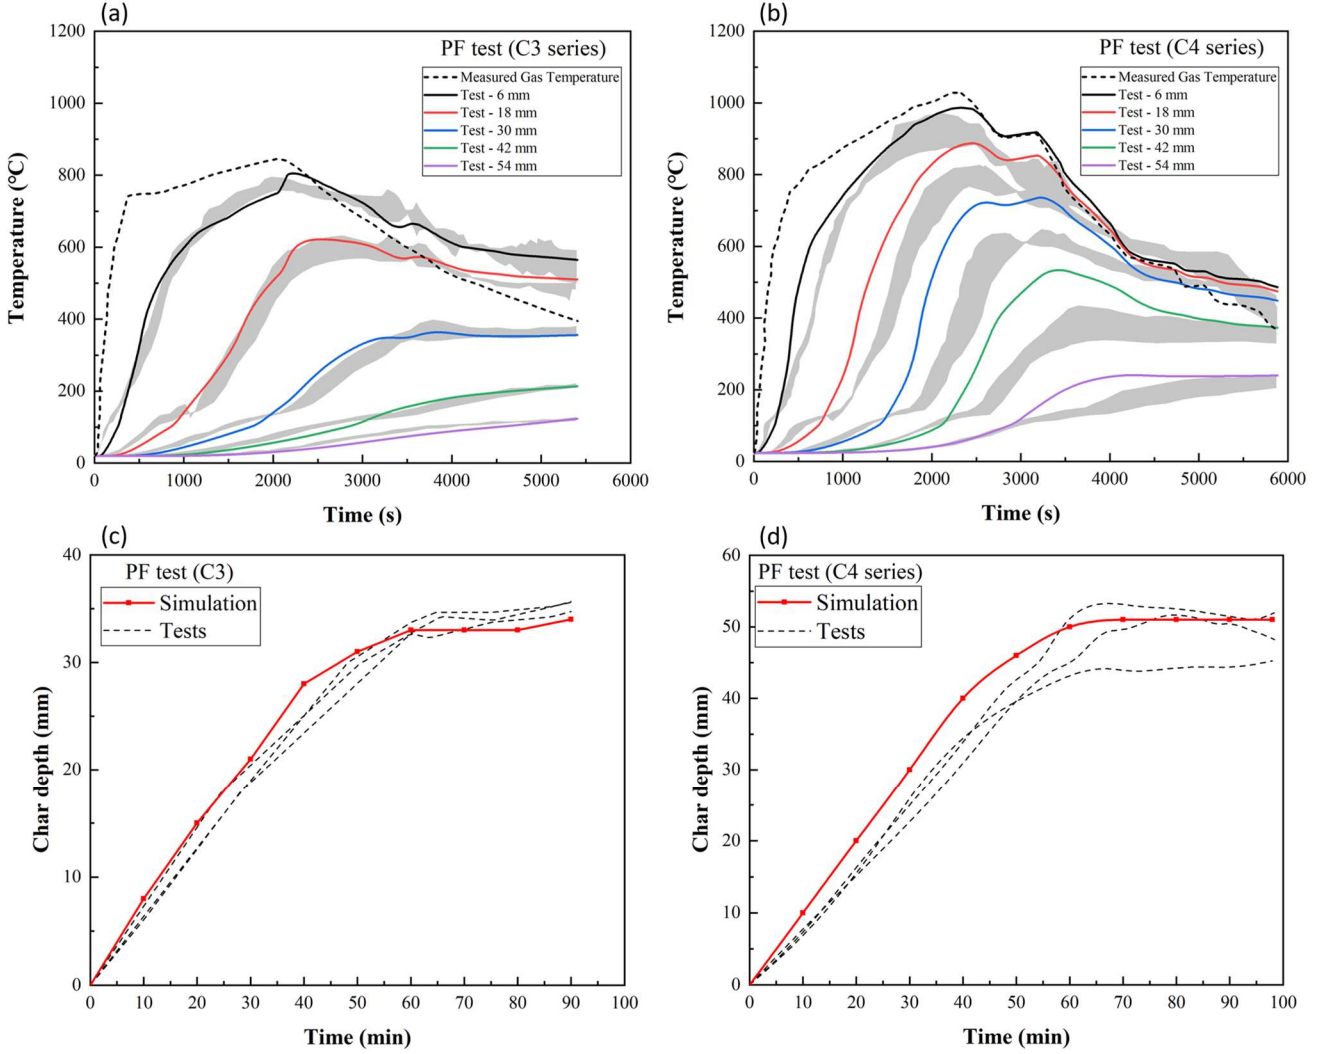 (a)
PF test (C3 series)
Measured Gas Temperature
Test - 6 mm
Test - 18 mm
Test - 30 mm
Test - 42 mm
Test - 54 mm
1200
1000
800
600
400
200
0
Temperature (°C)
0 1000 2000 3000 4000 5000 6000
Time (s)
(b)
PF test (C4 series)
Measured Gas Temperature
Test - 6 mm
Test - 18 mm
Test - 30 mm
Test - 42 mm
Test - 54 mm
1200
1000
800
600
400
200
0
Temperature (°C)
0 1000 2000 3000 4000 5000 6000
Time (s)
(c)
PF test (C3)
Simulation
Tests
40
30
20
10
0
Char depth (mm)
0 10 20 30 40 50 60 70 80 90 100
Time (min)
(d)
PF test (C4 series)
Simulation
Tests
60
50
40
30
20
10
0
Char depth (mm)
0 10 20 30 40 50 60 70 80 90 100
Time (min)